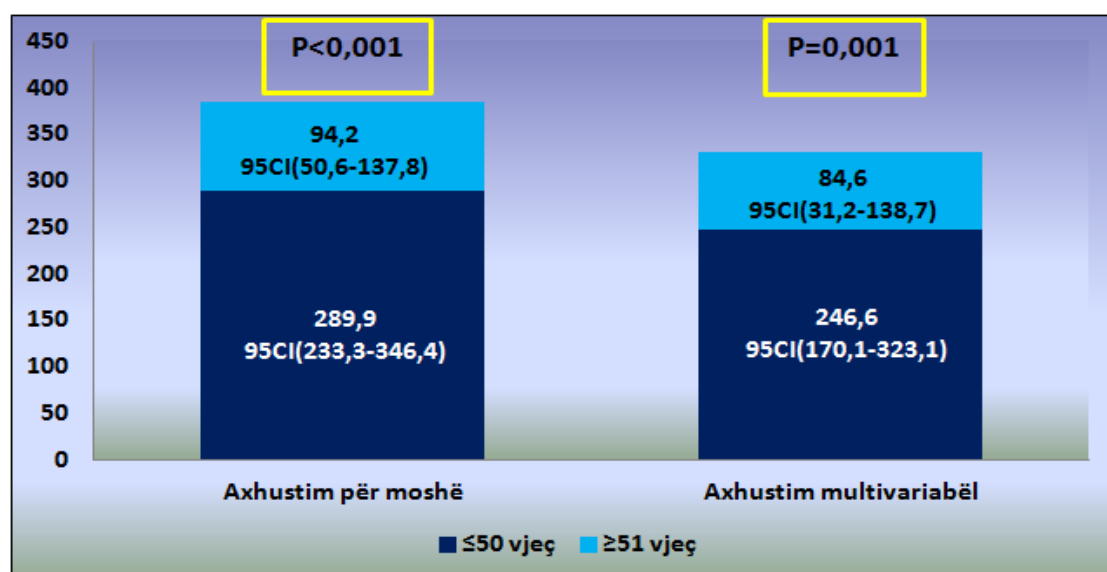 450
400
350
300
250
200
150
100
50
0
P<0,001
P=0,001
94,2
95CI(50,6-137,8)
289,9
95CI(233,3-346,4)
84,6
95CI(31,2-138,7)
246,6
95CI(170,1-323,1)
Axhustim për moshë
Axhustim multivariabël
≤50 vjeç
≥51 vjeç